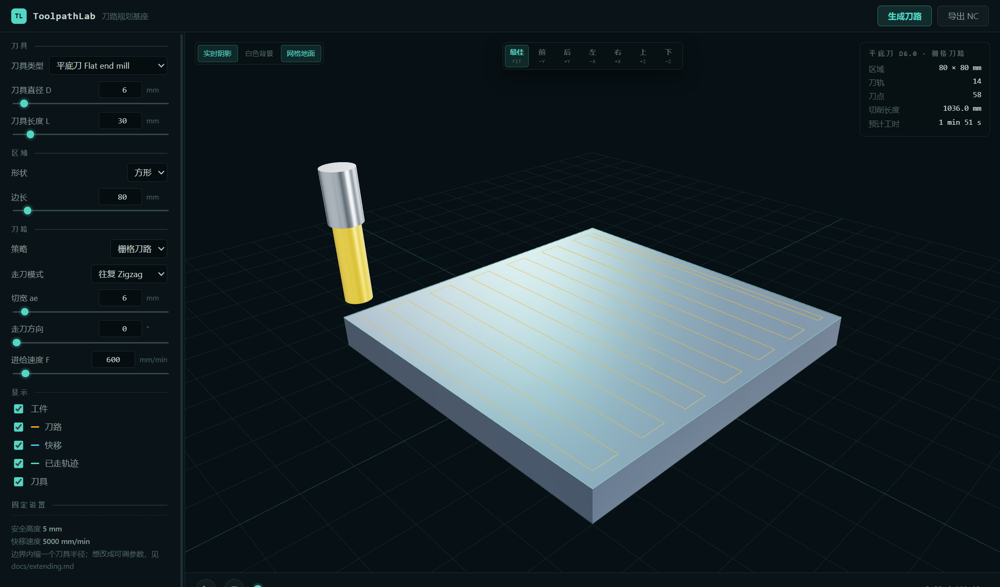 TL ToolpathLab 刀路规划基座
生成刀路 导出 NC
刀具
刀具类型 平底刀 Flat end mill
刀具直径 D 6 mm
刀具长度 L 30 mm
区域
形状 方形
边长 80 mm
刀路
策略 栅格刀路
走刀模式 往复 Zigzag
切宽 ae 6 mm
走刀方向 0 °
进给速度 F 600 mm/min
显示
工件
刀路
快移
已走轨迹
刀具
固定设置
安全高度 5 mm
快移速度 5000 mm/min
边界内缩一个刀具半径；想改成可调参数，见
docs/extending.md
实时阴影 白色背景 网格地面
最佳 前 后 左 右 上 下
FIT -Y +Y -X +X +Z -Z
平底刀 D6.0 · 栅格刀路
区域 80 × 80 mm
刀轨 14
刀点 58
切削长度 1036.0 mm
预计工时 1 min 51 s